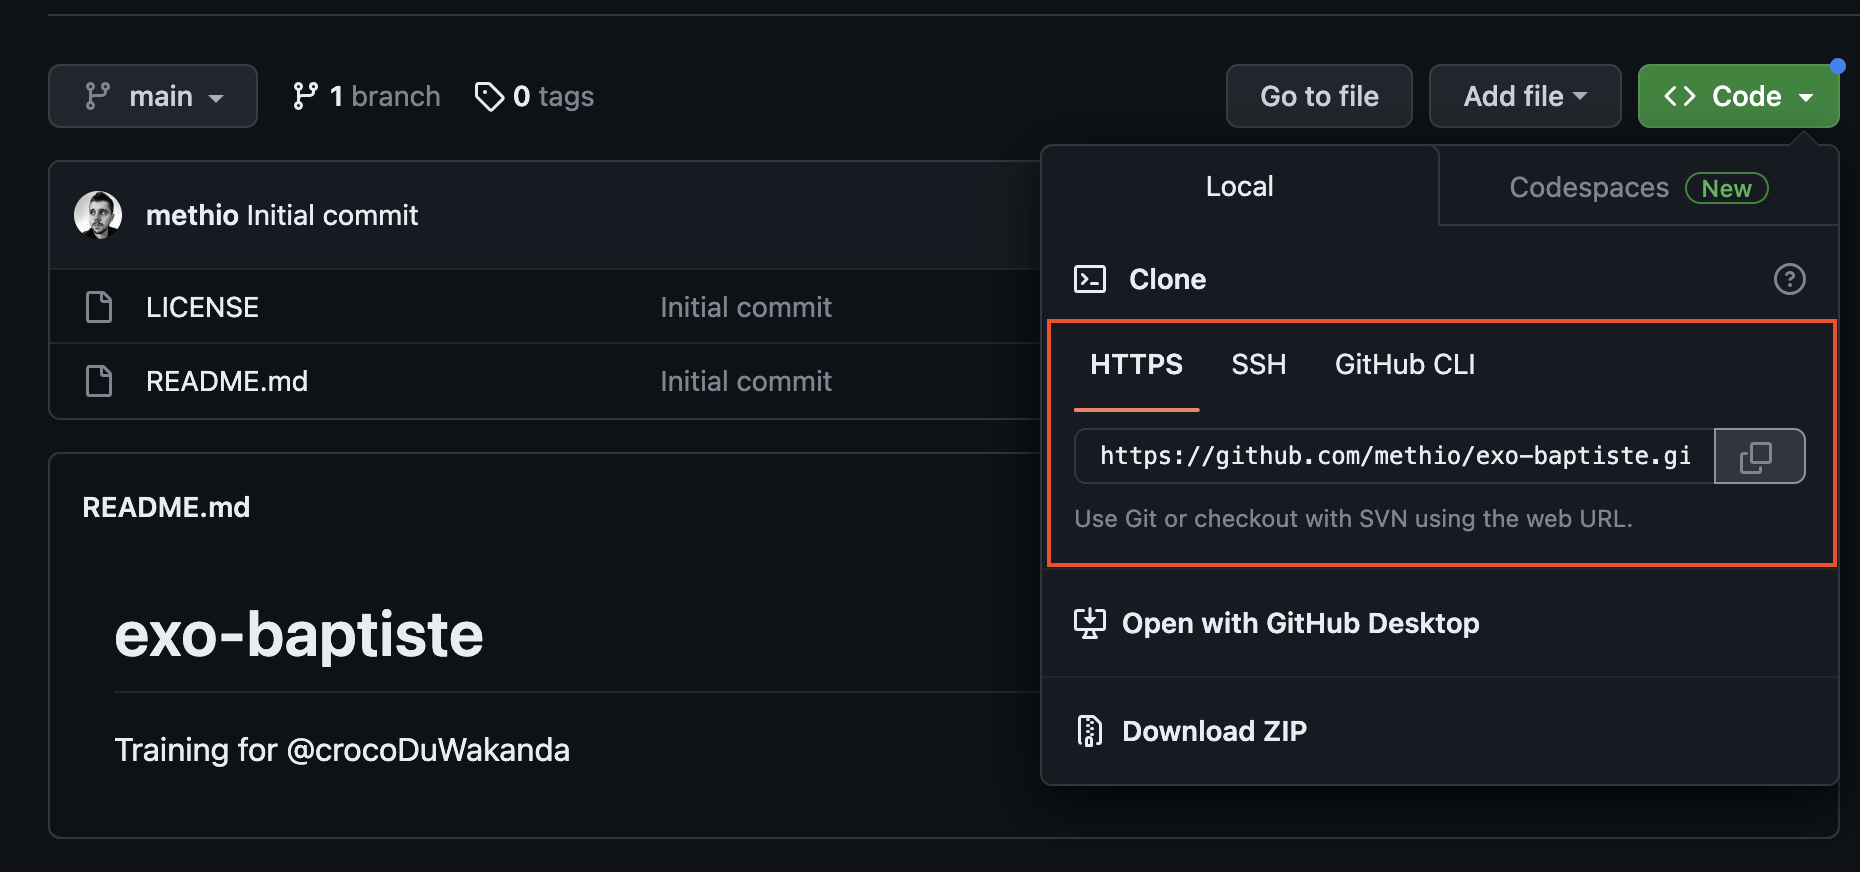 main
1 branch
0 tags
Go to file
Add file
<> Code
Local
Codespaces New
methio Initial commit
Clone
LICENSE Initial commit
HTTPS SSH GitHub CLI
README.md Initial commit
https://github.com/methio/exo-baptiste.gi
Use Git or checkout with SVN using the web URL.
README.md
Open with GitHub Desktop
exo-baptiste
Download ZIP
Training for @crocoDuWakanda